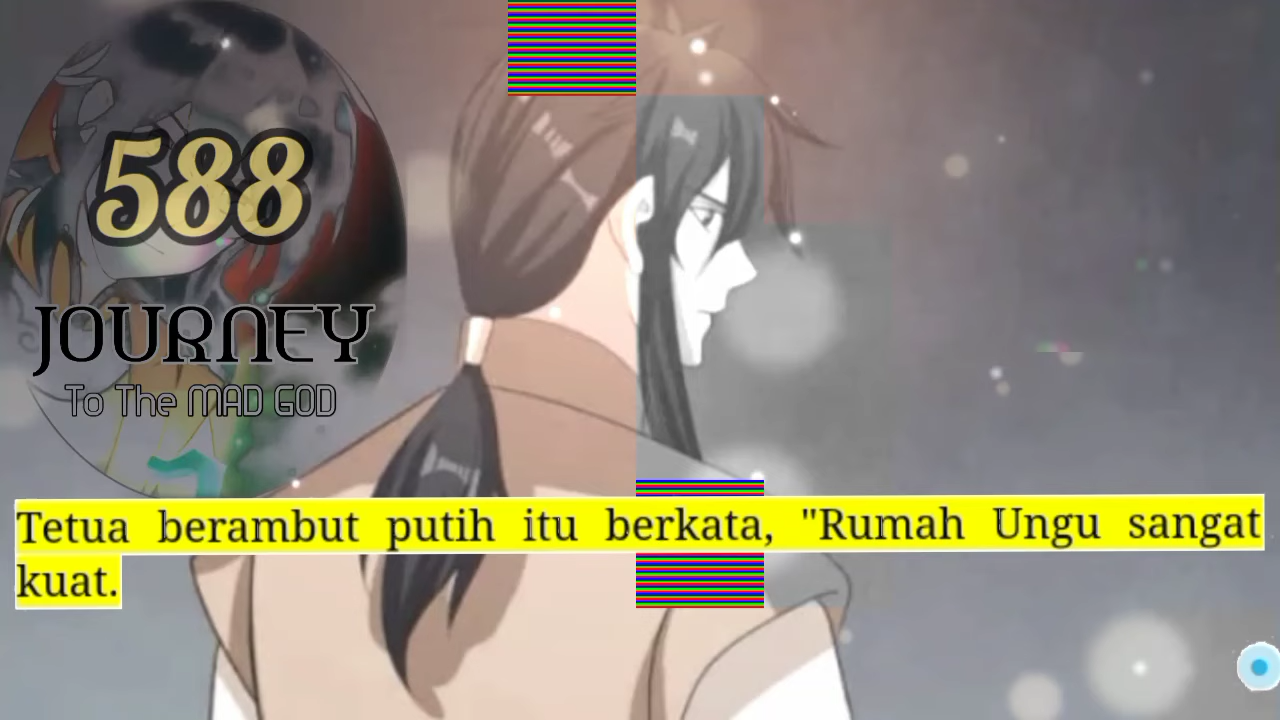 588
JOURNEY
To The MAD GOD
Tetua berambut putih itu berkata, "Rumah Ungu sangat
kuat.